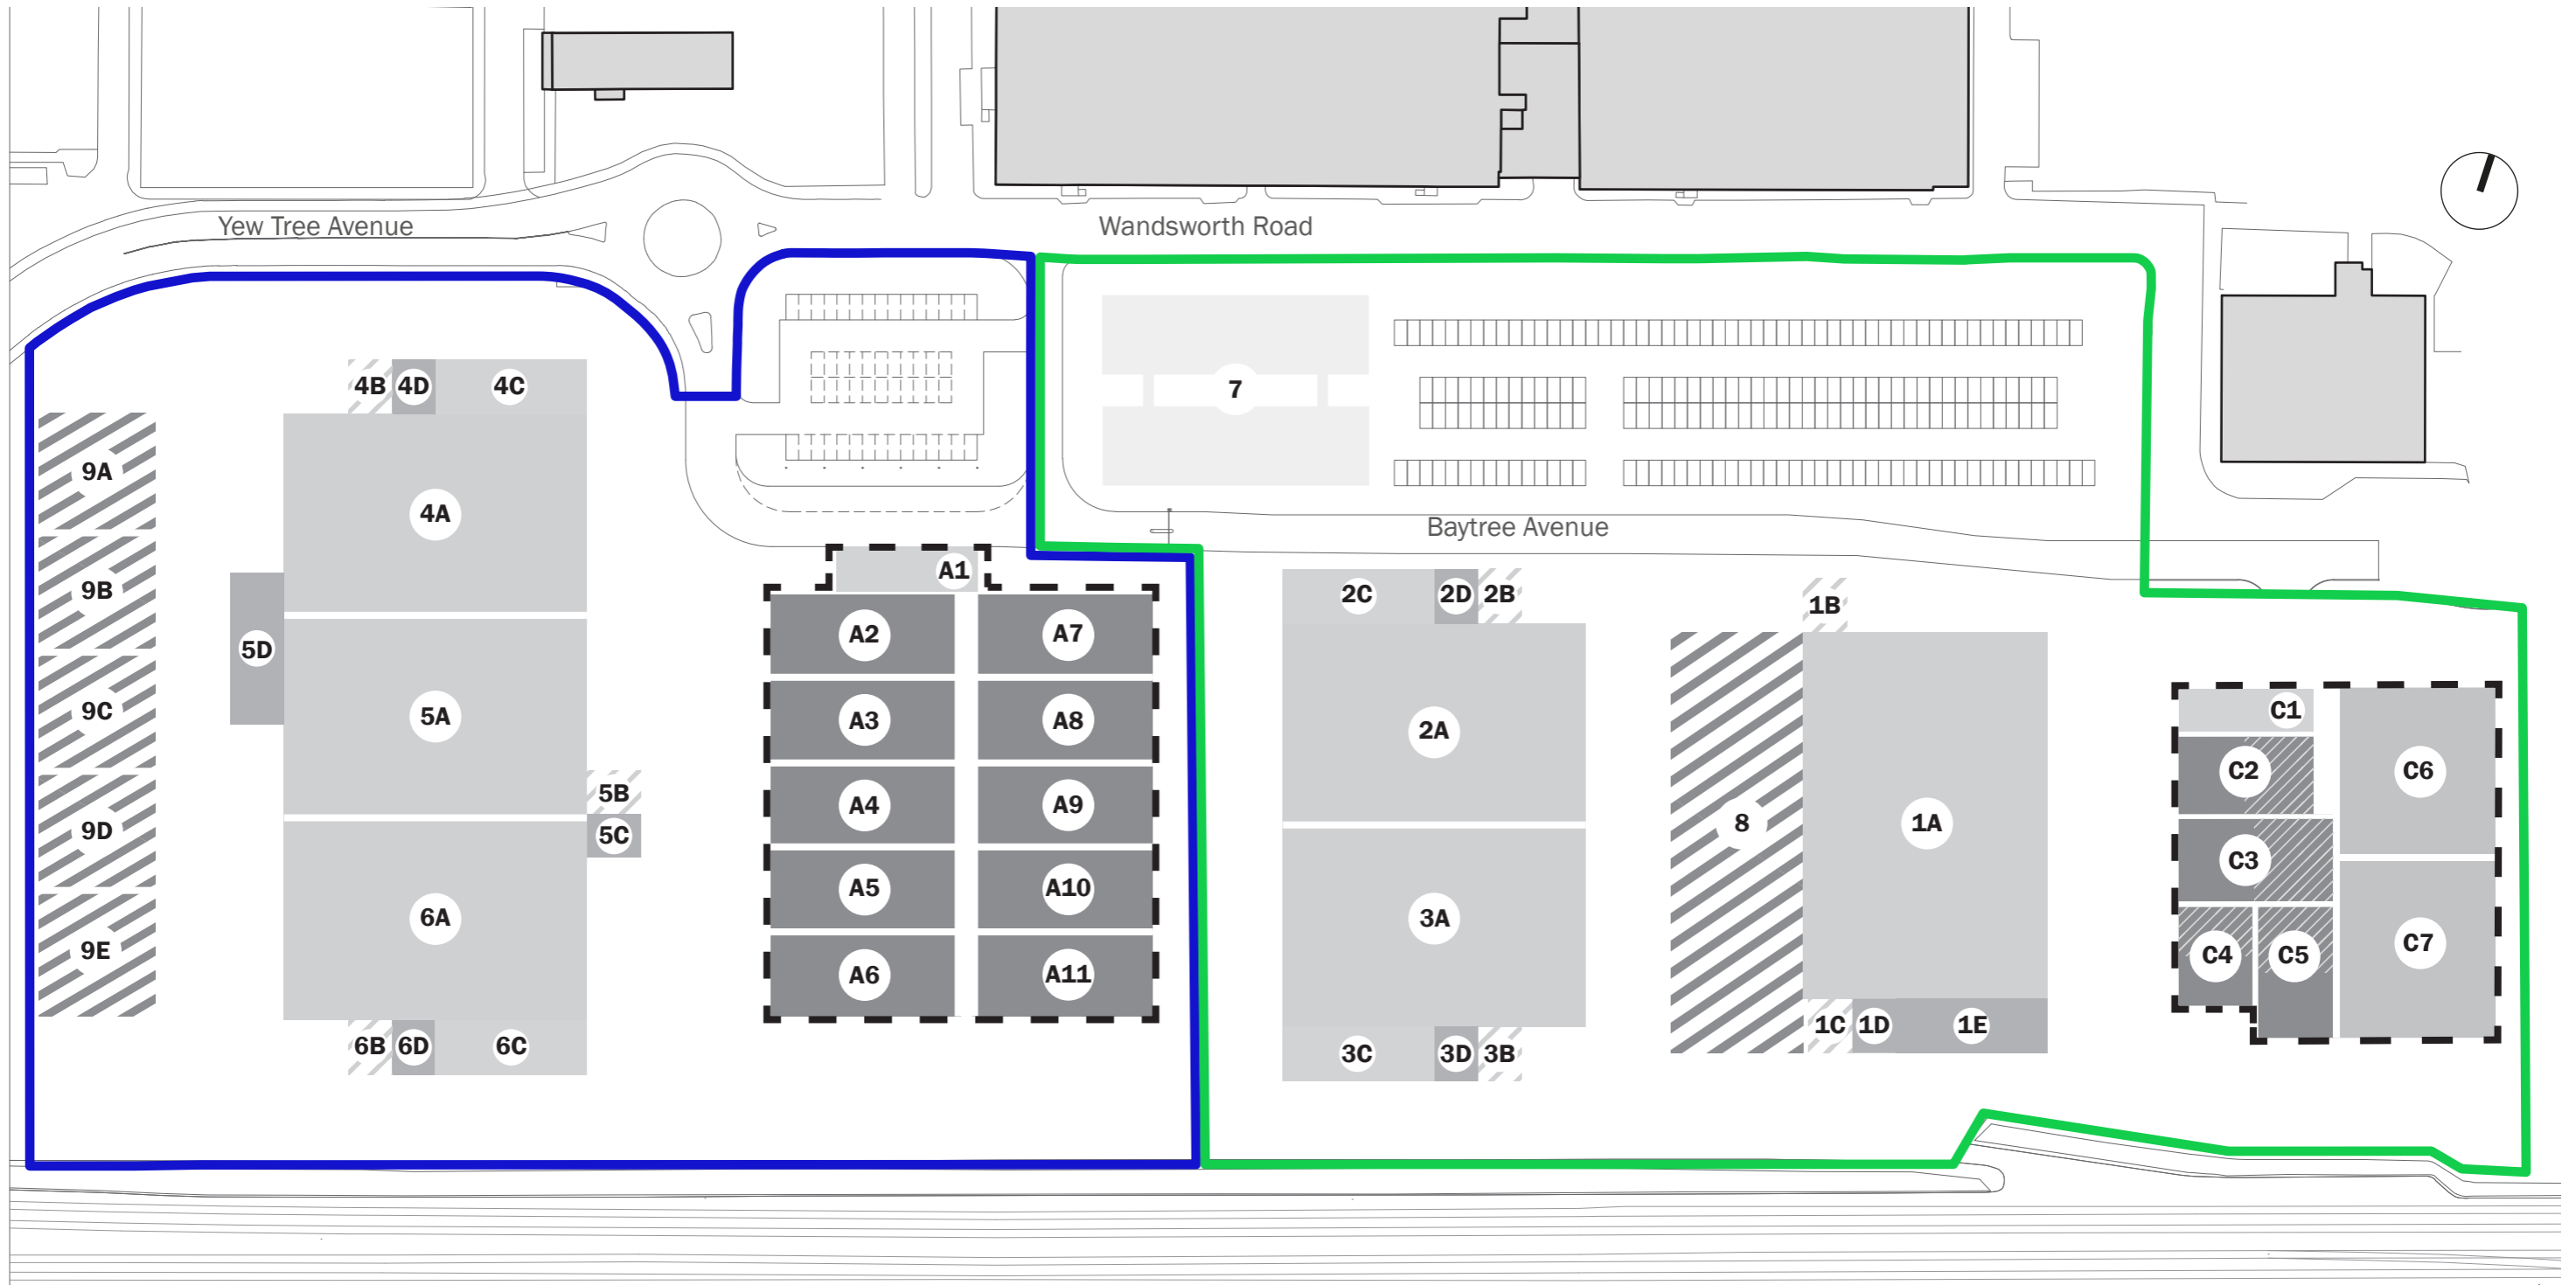 Yew Tree Avenue
Wandsworth Road
4B 4D 4C
7
9A
4A
Baytree Avenue
A1
9B
2C 2D 2B
1B
5D
A2 A7
9C
5A
A3 A8
2A
C1
5B
C2 C6
9D
5C
A4 A9
8
1A
C3
6A
A5 A10
3A
9E
A6 A11
C4 C5 C7
6B 6D 6C
3C 3D 3B
1C 1D 1E